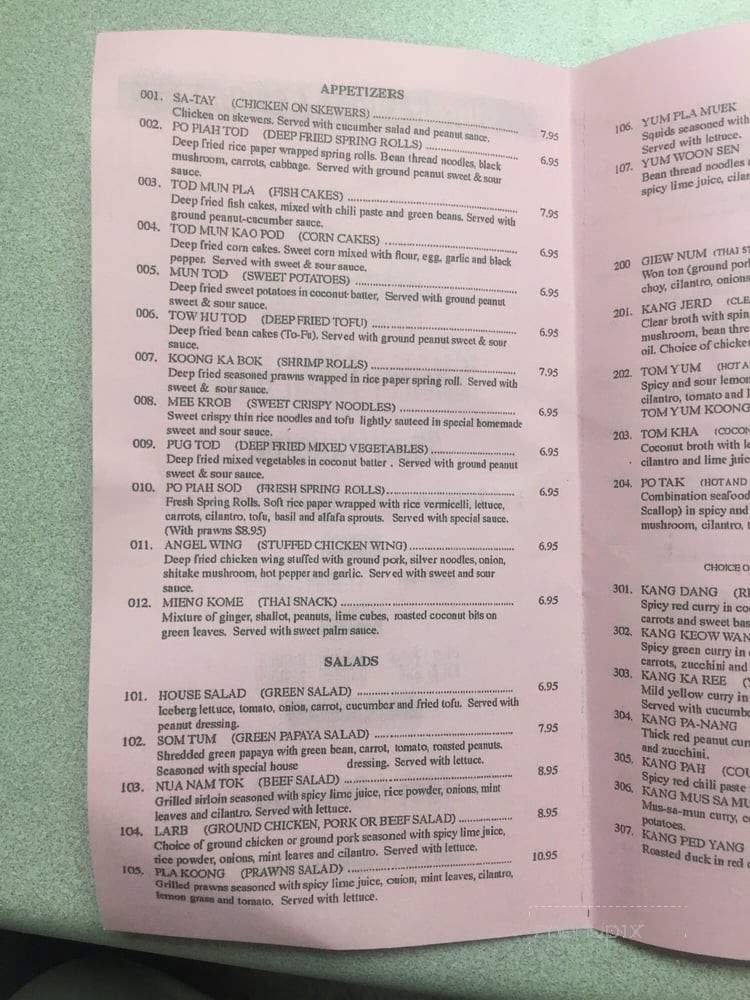 APPETIZERS
001. SA-TAY (CHICKEN ON SKEWERS) ........ 7.95
Chicken on skewers. Served with cucumber salad and peanut sauce.
002. PO PIAH TOD (DEEP FRIED SPRING ROLLS) ........ 6.95
Deep fried rice paper wrapped spring rolls. Bean thread noodles, black
mushroom, carrots, cabbage. Served with ground peanut sweet & sour
sauce.
003. TOD MUN PLA (FISH CAKES) ........ 7.95
Deep fried fish cakes, mixed with chili paste and green beans. Served with
ground peanut-cucumber sauce.
004. TOD MUN KAO POD (CORN CAKES) ........ 6.95
Deep fried corn cakes. Sweet corn mixed with flour, egg, garlic and black
pepper. Served with sweet & sour sauce.
005. MUN TOD (SWEET POTATOES) ........ 6.95
Deep fried sweet potatoes in coconut batter, Served with ground peanut
sweet & sour sauce.
006. TOW HU TOD (DEEP FRIED TOFU) ........ 6.95
Deep fried bean cakes (To-Fu). Served with ground peanut sweet & sour
sauce.
007. KOONG KA BOK (SHRIMP ROLLS) ........ 7.95
Deep fried seasoned prawns wrapped in rice paper spring roll. Served with
sweet & sour sauce.
008. MEE KROB (SWEET CRISPY NOODLES) ........ 6.95
Sweet crispy thin rice noodles and tofu lightly sauteed in special homemade
sweet and sour sauce.
009. PUG TOD (DEEP FRIED MIXED VEGETABLES) ........ 6.95
Deep fried mixed vegetables in coconut batter . Served with ground peanut
sweet & sour sauce.
010. PO PIAH SOD (FRESH SPRING ROLLS) ........ 6.95
Fresh Spring Rolls. Soft rice paper wrapped with rice vermicelli, lettuce,
carrots, cilantro, tofu, basil and alfafa sprouts. Served with special sauce.
(With prawns $8.95)
011. ANGEL WING (STUFFED CHICKEN WING) ........ 6.95
Deep fried chicken wing stuffed with ground pork, silver noodles, onion,
shitake mushroom, hot pepper and garlic. Served with sweet and sour
sauce.
012. MIENG KOME (THAI SNACK) ........ 6.95
Mixture of ginger, shallot, peanuts, lime cubes, roasted coconut bits on
green leaves. Served with sweet palm sauce.
SALADS
101. HOUSE SALAD (GREEN SALAD) ........ 6.95
Iceberg lettuce, tomato, onion, carrot, cucumber and fried tofu. Served with
peanut dressing.
102. SOM TUM (GREEN PAPAYA SALAD) ........ 7.95
Shredded green papaya with green bean, carrot, tomato, roasted peanuts.
Seasoned with special house dressing. Served with lettuce.
103. NUA NAM TOK (BEEF SALAD) ........ 8.95
Grilled sirloin seasoned with spicy lime juice, rice powder, onions, mint
leaves and cilantro. Served with lettuce.
104. LARB (GROUND CHICKEN, PORK OR BEEF SALAD) ........ 8.95
Choice of ground chicken or ground pork seasoned with spicy lime juice,
rice powder, onions, mint leaves and cilantro. Served with lettuce.
105. PLA KOONG (PRAWNS SALAD) ........ 10.95
Grilled prawns seasoned with spicy lime juice, onion, mint leaves, cilantro,
lemon grass and tomato. Served with lettuce.
106. YUM PLA MUEK
Squids seasoned with
Served with lettuce.
107. YUM WOON SEN
Bean thread noodles
spicy lime juice, cilan
200 GIEW NUM (THAI ST
Won ton (ground pork
choy, cilantro, onions
201. KANG JERD (CLE
Clear broth with spin
mushroom, bean thre
oil. Choice of chicke
202. TOM YUM (HOT A
Spicy and sour lemon
cilantro, tomato and l
TOM YUM KOONG
203. TOM KHA (COCON
Coconut broth with le
cilantro and lime juic
204. PO TAK (HOT AND
Combination seafood
Scallop) in spicy and
mushroom, cilantro, t
CHOICE O
301. KANG DANG (RE
Spicy red curry in co
carrots and sweet bas
302. KANG KEOW WAN
Spicy green curry in
carrots, zucchini and
303. KANG KA REE (Y
Mild yellow curry in
Served with cucumbe
304. KANG PA-NANG
Thick red peanut curr
and zucchini.
305. KANG PAH (COU
Spicy red chili paste
306. KANG MUS SA MU
Mus-sa-mun curry, co
potatoes.
307. KANG PED YANG
Roasted duck in red c